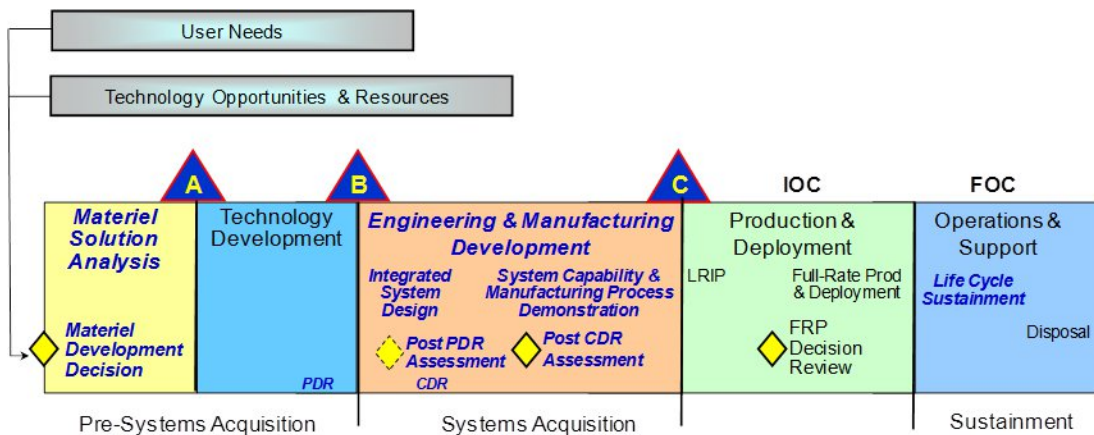 User Needs
Technology Opportunities & Resources
A
B
C
IOC
FOC
Materiel
Solution
Analysis
Technology
Development
Engineering & Manufacturing
Development
Production &
Deployment
Operations &
Support
Integrated
System
Design
System Capability &
Manufacturing Process
Demonstration
LRIP
Full-Rate Prod
& Deployment
Life Cycle
Sustainment
Materiel
Development
Decision
Post PDR
Assessment
Post CDR
Assessment
FRP
Decision
Review
Disposal
PDR
CDR
Pre-Systems Acquisition
Systems Acquisition
Sustainment